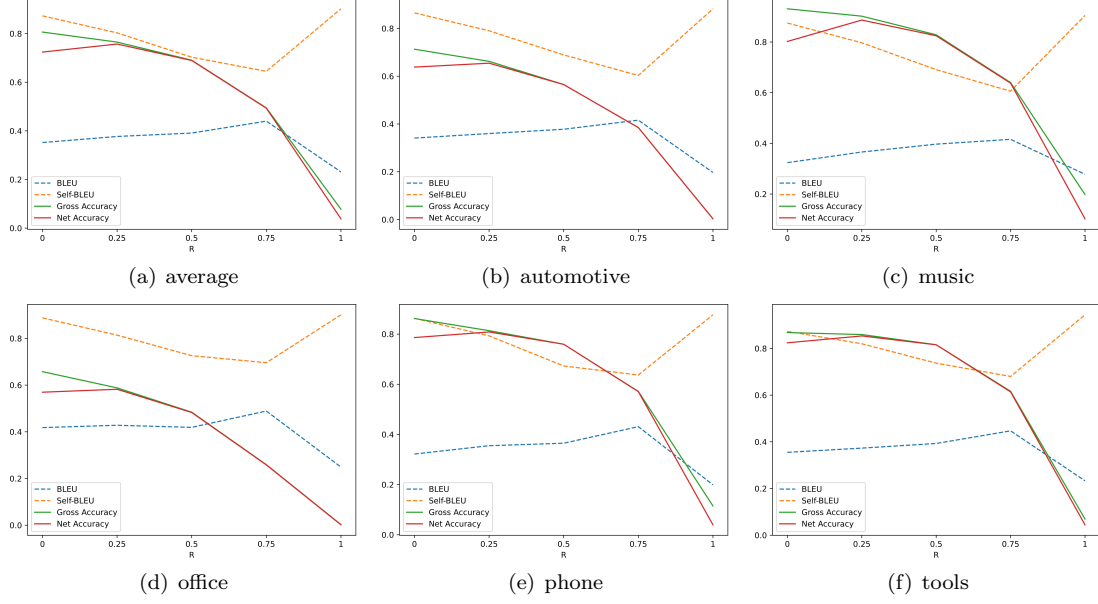 0.8
0.6
0.4
0.2
0.0
BLEU
Self-BLEU
Gross Accuracy
Net Accuracy
0 0.25 0.5 0.75 1
R
(a) average
0.8
0.6
0.4
0.2
0.0
BLEU
Self-BLEU
Gross Accuracy
Net Accuracy
0 0.25 0.5 0.75 1
R
(b) automotive
0.8
0.6
0.4
0.2
BLEU
Self-BLEU
Gross Accuracy
Net Accuracy
0 0.25 0.5 0.75 1
R
(c) music
0.8
0.6
0.4
0.2
0.0
BLEU
Self-BLEU
Gross Accuracy
Net Accuracy
0 0.25 0.5 0.75 1
R
(d) office
0.8
0.6
0.4
0.2
0.0
BLEU
Self-BLEU
Gross Accuracy
Net Accuracy
0 0.25 0.5 0.75 1
R
(e) phone
0.8
0.6
0.4
0.2
0.0
BLEU
Self-BLEU
Gross Accuracy
Net Accuracy
0 0.25 0.5 0.75 1
R
(f) tools